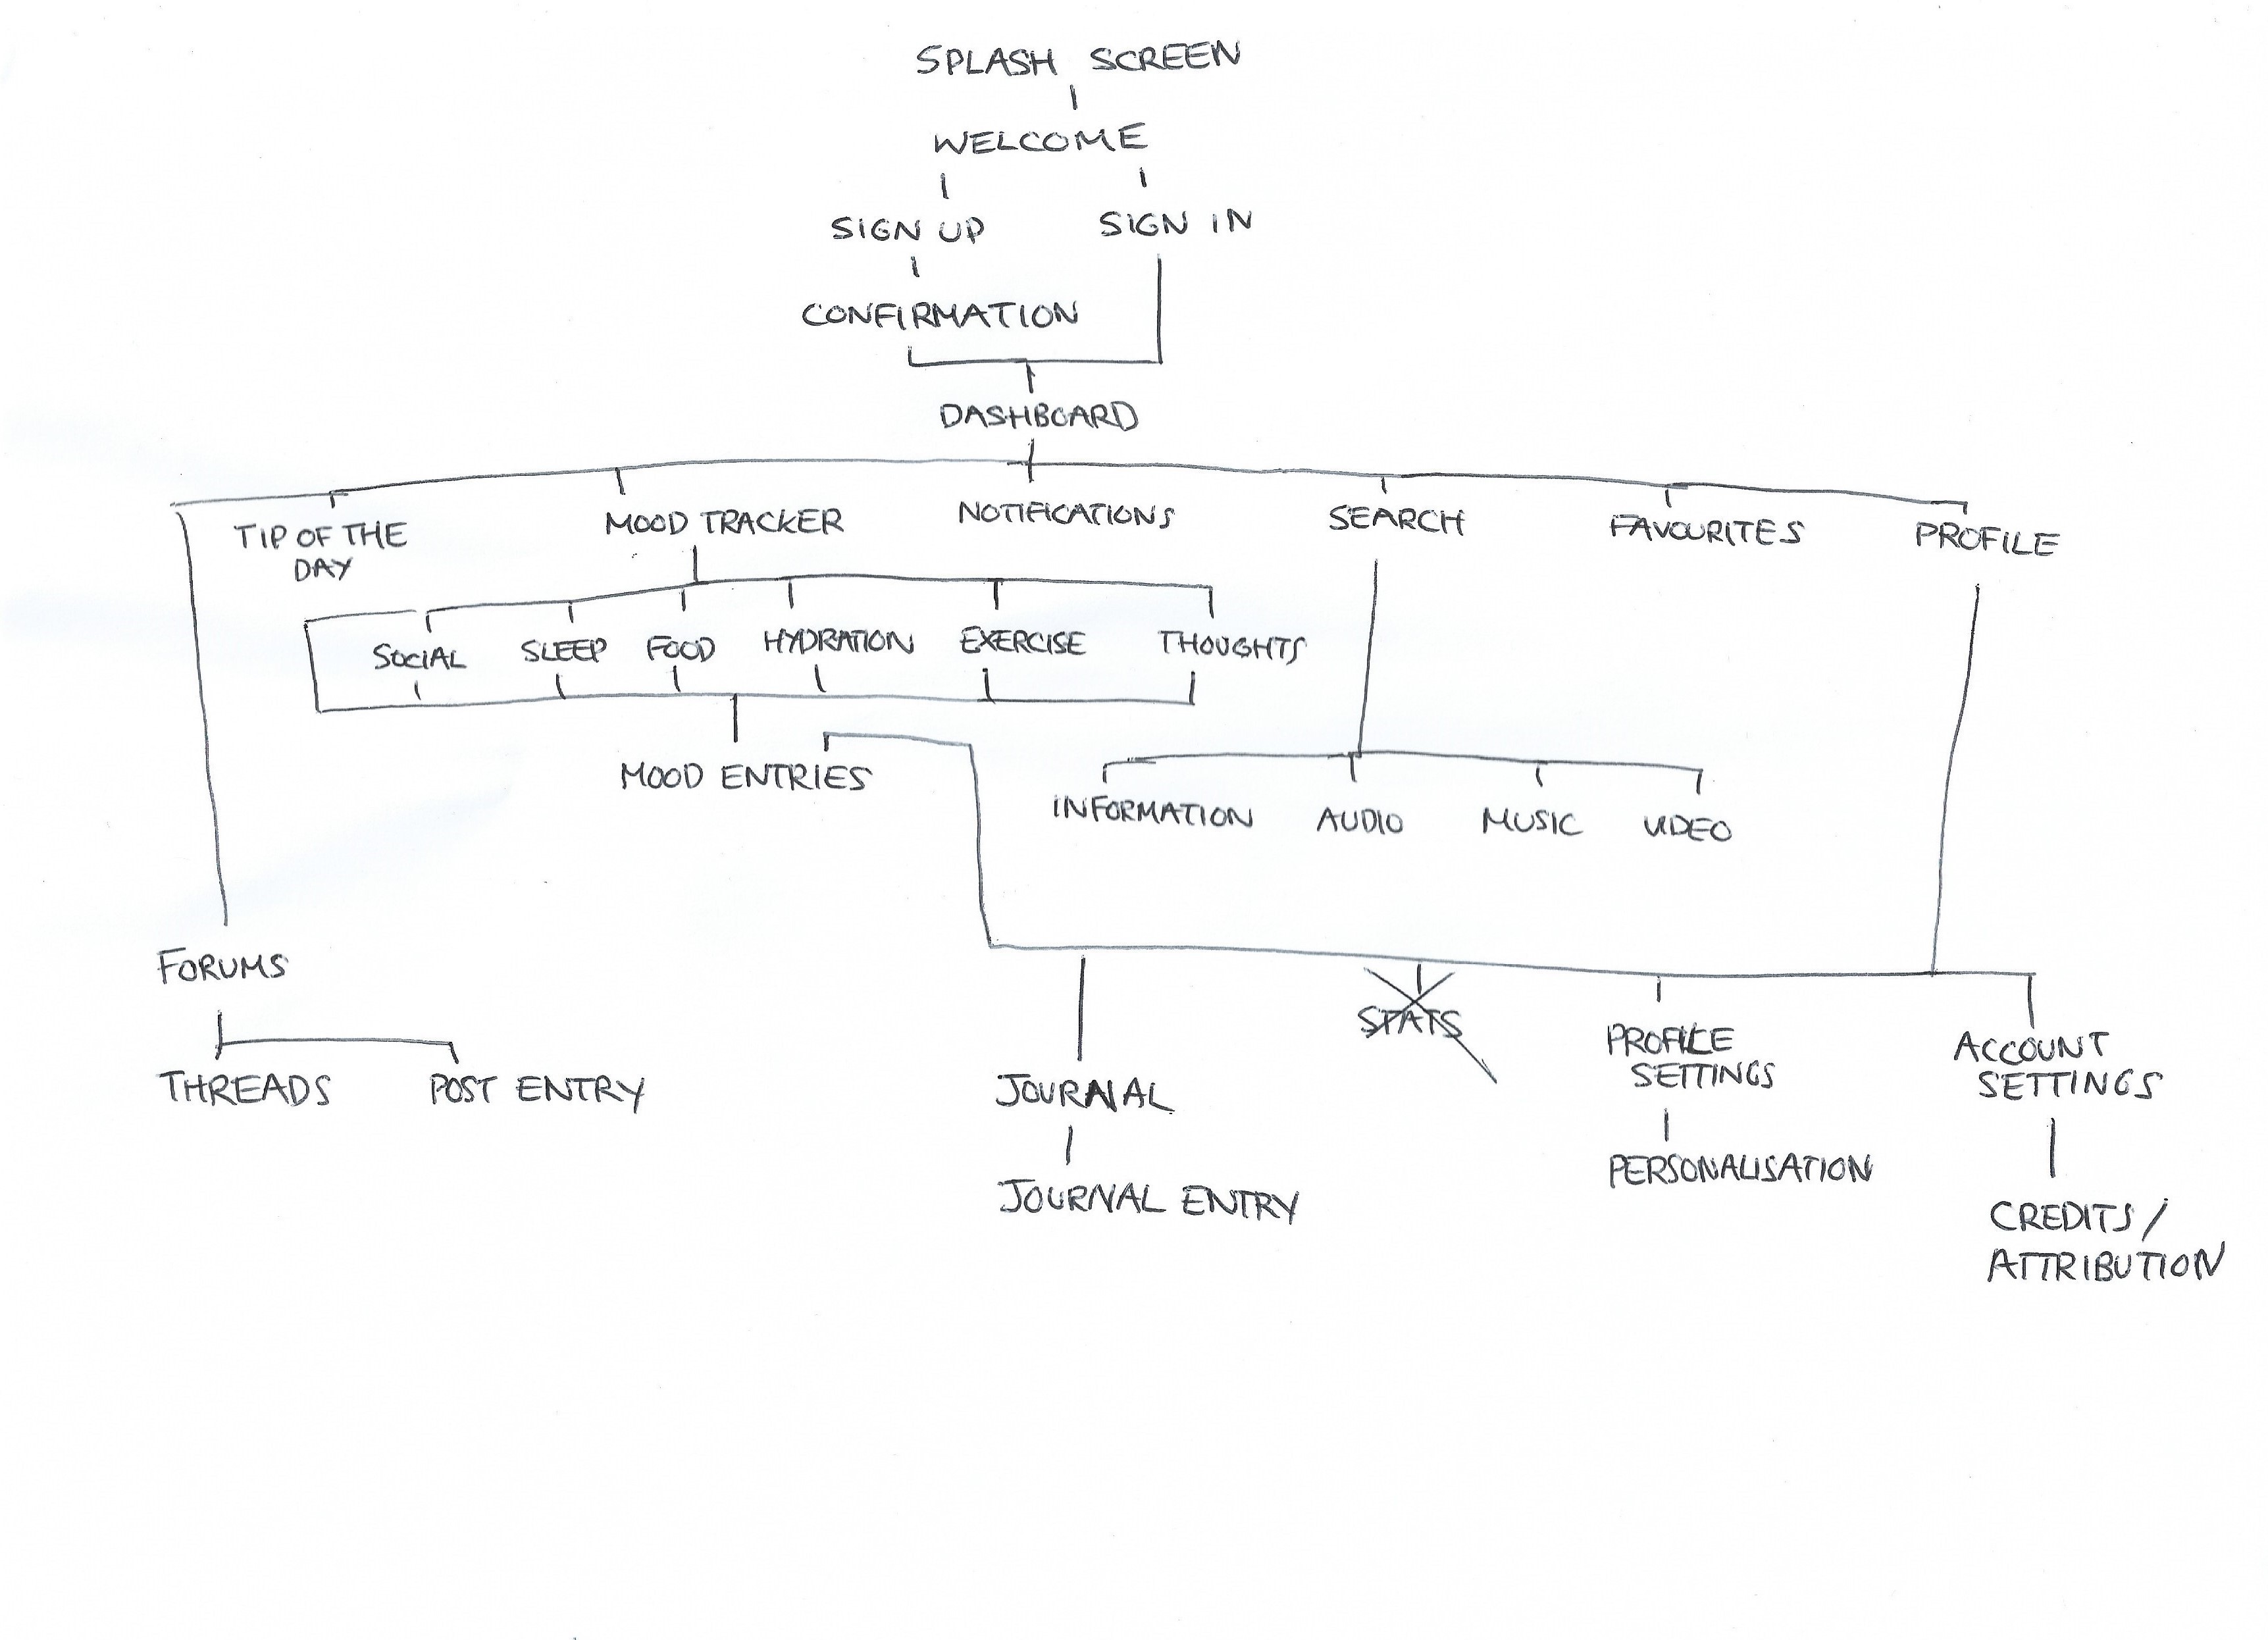 SPLASH SCREEN
WELCOME
SIGN UP
SIGN IN
CONFIRMATION
DASHBOARD
TIP OF THE
DAY
MOOD TRACKER
NOTIFICATIONS
SEARCH
FAVOURITES
PROFILE
SOCIAL
SLEEP
FOOD
HYDRATION
EXERCISE
THOUGHTS
MOOD ENTRIES
INFORMATION
AUDIO
MUSIC
VIDEO
FORUMS
THREADS
POST ENTRY
JOURNAL
JOURNAL ENTRY
STATS
PROFILE
SETTINGS
PERSONALISATION
ACCOUNT
SETTINGS
CREDITS/
ATTRIBUTION